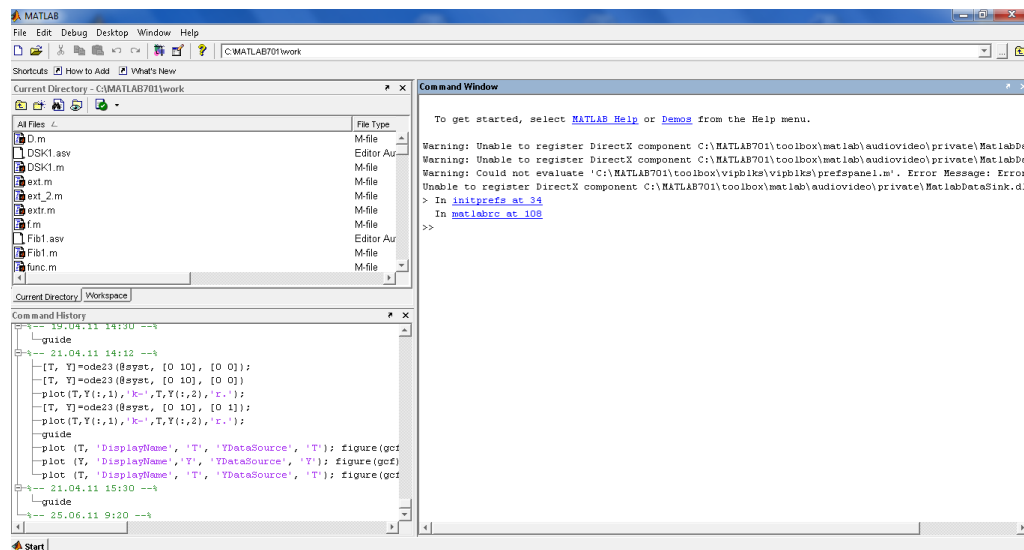 MATLAB
File Edit Debug Desktop Window Help
C:\MATLAB701\work
Shortcuts How to Add What's New
Current Directory - C:\MATLAB701\work
All Files File Type
D.m M-file
DSK1.asv Editor Au
DSK1.m M-file
ext.m M-file
ext_2.m M-file
extr.m M-file
f.m M-file
Fib1.asv Editor Au
Fib1.m M-file
func.m M-file
Current Directory Workspace
Command History
%-- 19.04.11 14:30 --%
guide
%-- 21.04.11 14:12 --%
[T, Y]=ode23(@syst, [0 10], [0 0]);
[T, Y]=ode23(@syst, [0 10], [0 0])
plot(T,Y(:,1),'k-',T,Y(:,2),'r.');
[T, Y]=ode23(@syst, [0 10], [0 1]);
plot(T,Y(:,1),'k-',T,Y(:,2),'r.');
guide
plot (T, 'DisplayName', 'T', 'YDataSource', 'T'); figure(gcf
plot (Y, 'DisplayName','Y', 'YDataSource', 'Y'); figure(gcf)
plot (T, 'DisplayName', 'T', 'YDataSource', 'T'); figure(gcf
%-- 21.04.11 15:30 --%
guide
%-- 25.06.11 9:20 --%
Start
Command Window
To get started, select MATLAB Help or Demos from the Help menu.
Warning: Unable to register DirectX component C:\MATLAB701\toolbox\matlab\audiovideo\private\MatlabDa
Warning: Unable to register DirectX component C:\MATLAB701\toolbox\matlab\audiovideo\private\MatlabDa
Warning: Could not evaluate 'C:\MATLAB701\toolbox\vipblks\vipblks\prefspanel.m'. Error Message: Error
Unable to register DirectX component C:\MATLAB701\toolbox\matlab\audiovideo\private\MatlabDataSink.dl
> In initprefs at 34
In matlabrc at 108
>>